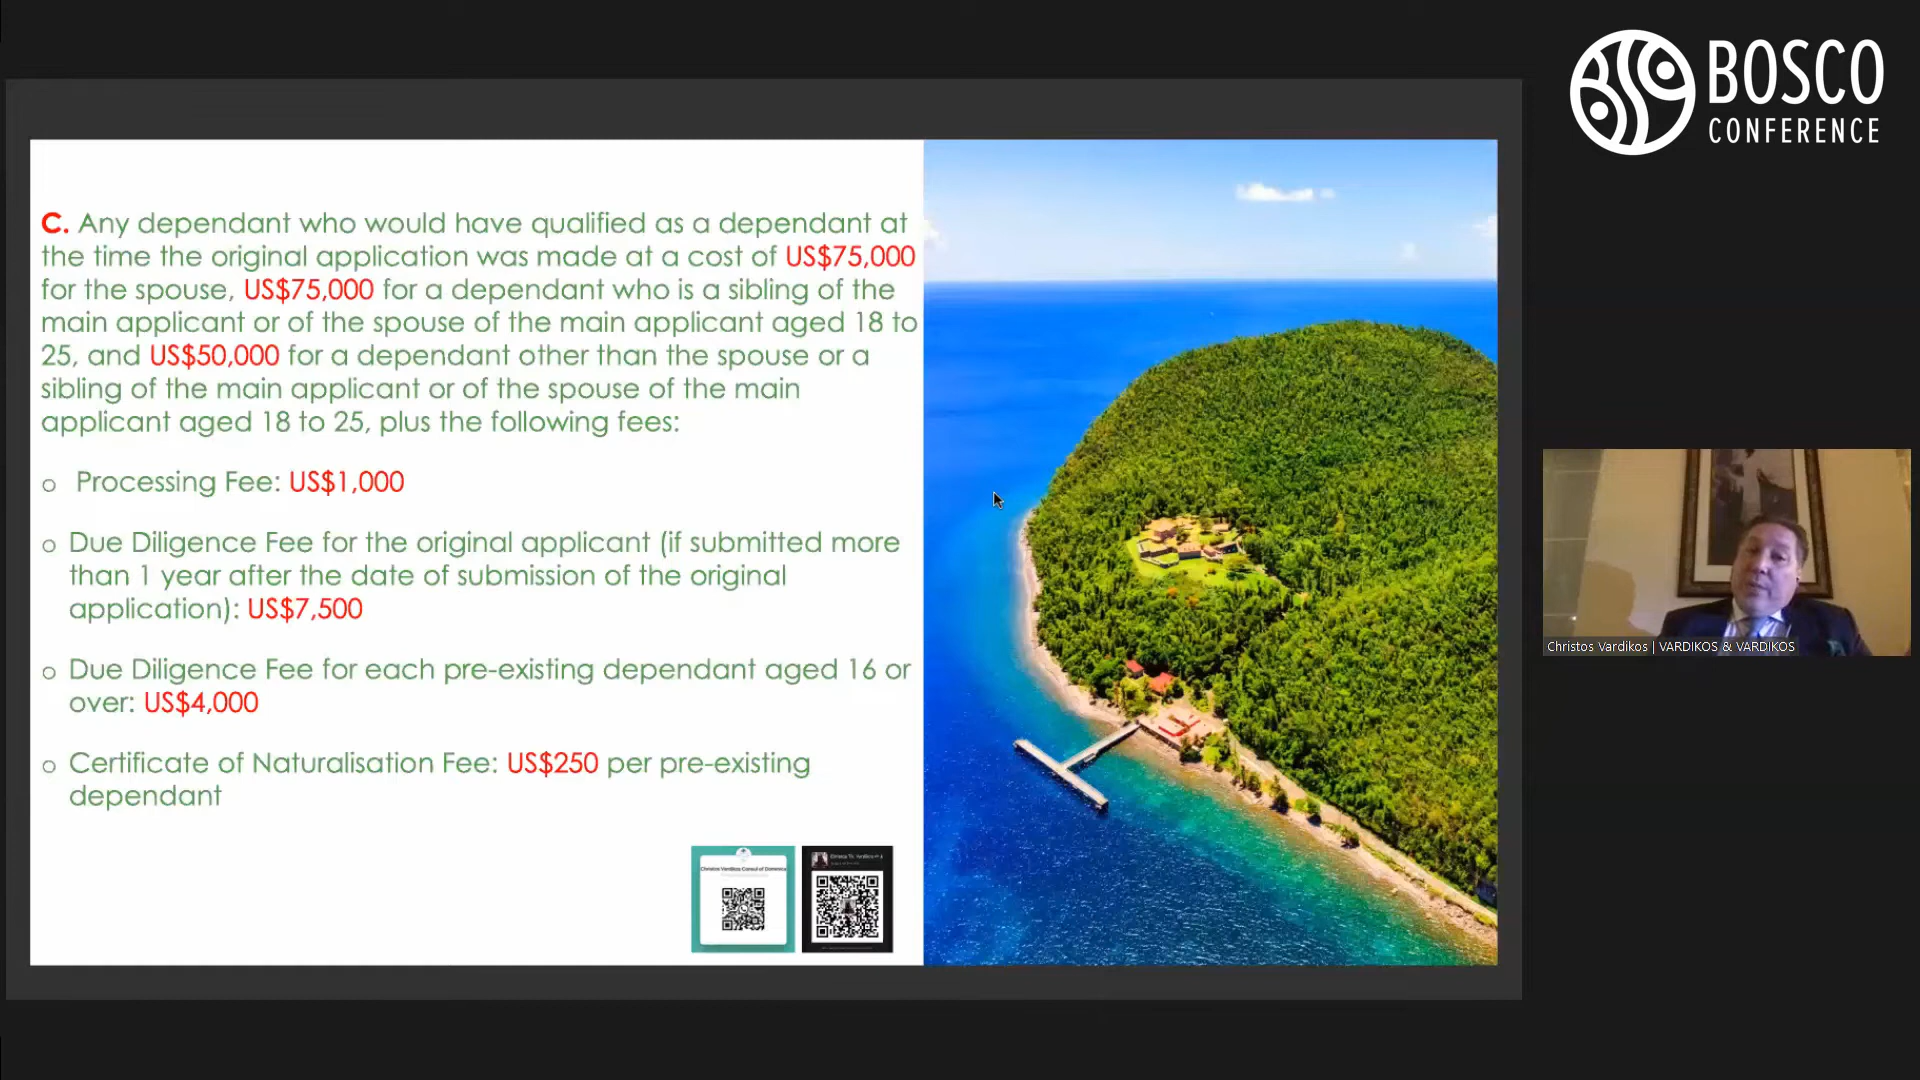 BOSCO
CONFERENCE
C. Any dependant who would have qualified as a dependant at
the time the original application was made at a cost of US$75,000
for the spouse, US$75,000 for a dependant who is a sibling of the
main applicant or of the spouse of the main applicant aged 18 to
25, and US$50,000 for a dependant other than the spouse or a
sibling of the main applicant or of the spouse of the main
applicant aged 18 to 25, plus the following fees:
Processing Fee: US$1,000
Due Diligence Fee for the original applicant (if submitted more
than 1 year after the date of submission of the original
application): US$7,500
Due Diligence Fee for each pre-existing dependant aged 16 or
over: US$4,000
Certificate of Naturalisation Fee: US$250 per pre-existing
dependant
Christos Vardikos Consul of Dominica
Christos Vardikos | VARDIKOS & VARDIKOS